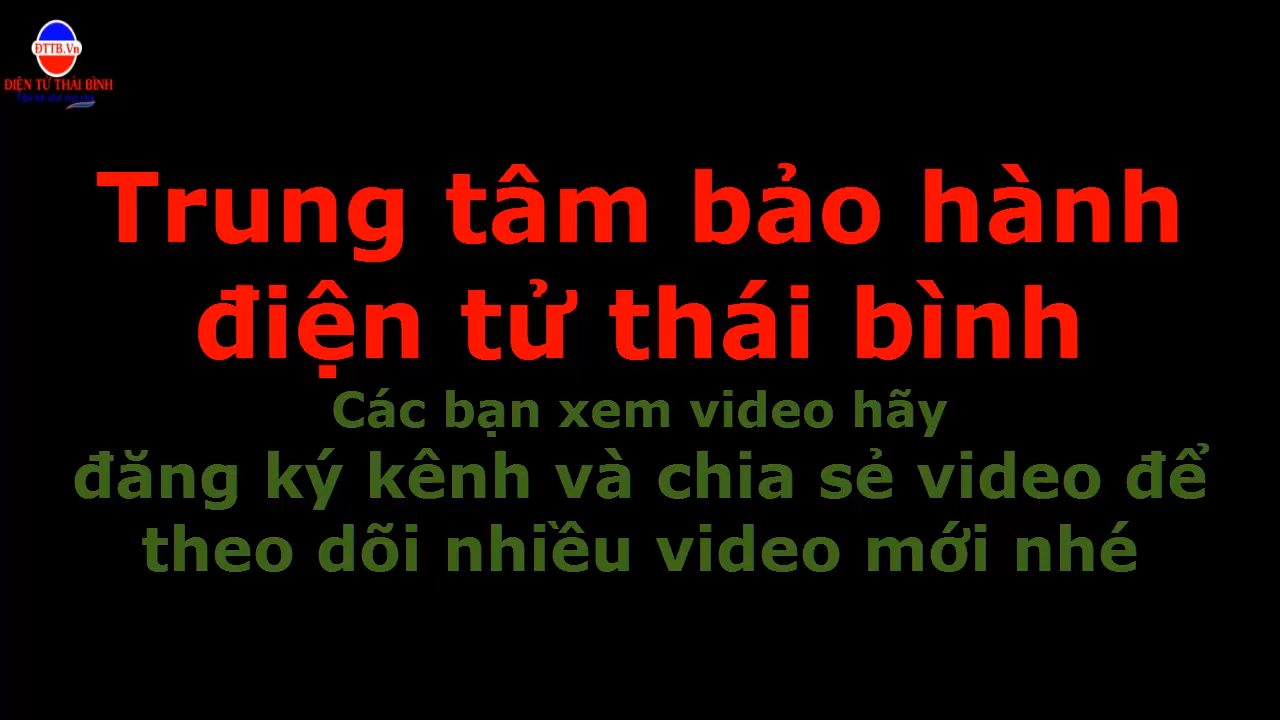 ĐTTB.Vn
ĐIỆN TỬ THÁI BÌNH
Trung tâm bảo hành
điện tử thái bình
Các bạn xem video hãy
đăng ký kênh và chia sẻ video để
theo dõi nhiều video mới nhé